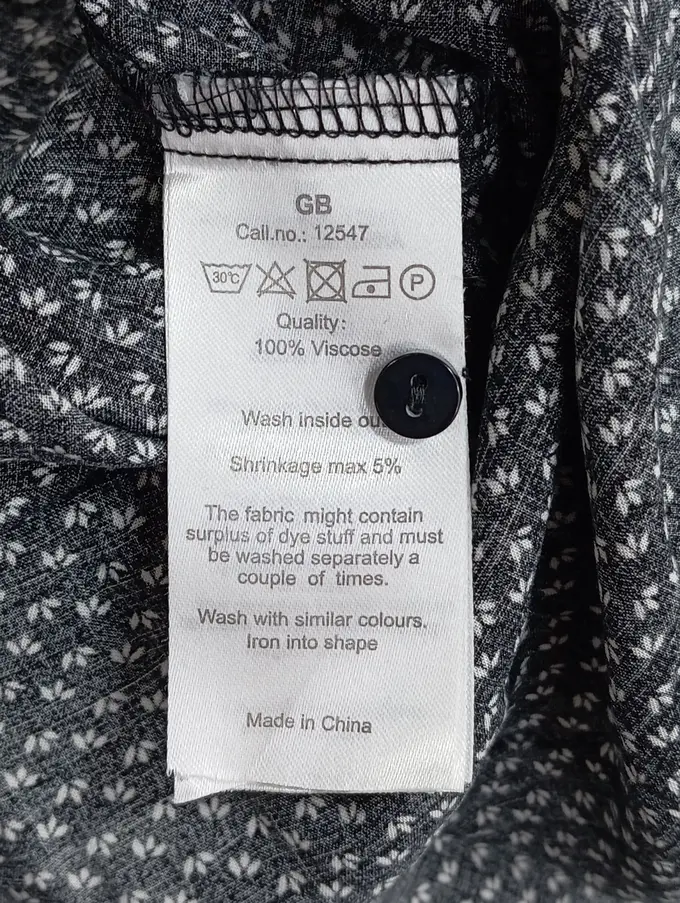 GB
Call.no.: 12547
30°C P
Quality:
100% Viscose
Wash inside
Shrinkage max 5%
The fabric might contain
surplus of dye stuff and must
be washed separately a
couple of times.
Wash with similar colours.
Iron into shape
Made in China